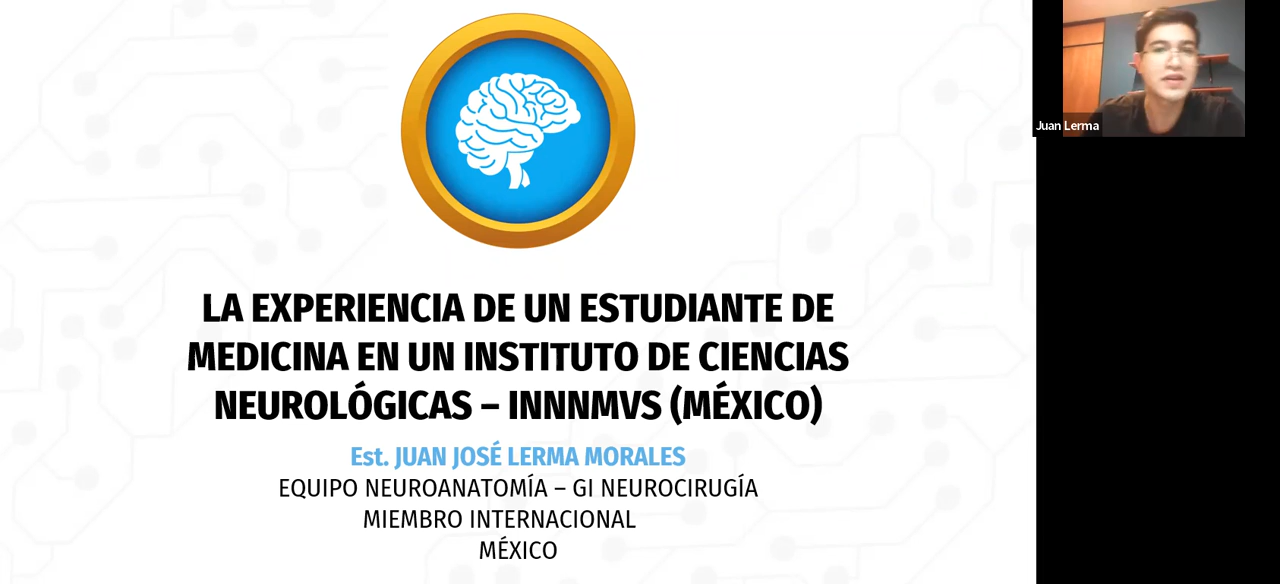 LA EXPERIENCIA DE UN ESTUDIANTE DE
MEDICINA EN UN INSTITUTO DE CIENCIAS
NEUROLÓGICAS – INNNMVS (MÉXICO)
Est. JUAN JOSÉ LERMA MORALES
EQUIPO NEUROANATOMÍA – GI NEUROCIRUGÍA
MIEMBRO INTERNACIONAL
MÉXICO
Juan Lerma